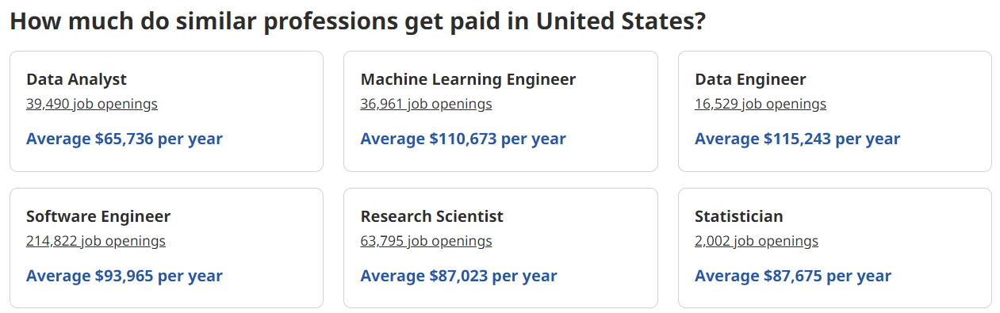 How much do similar professions get paid in United States?
Data Analyst
39,490 job openings
Average $65,736 per year
Machine Learning Engineer
36,961 job openings
Average $110,673 per year
Data Engineer
16,529 job openings
Average $115,243 per year
Software Engineer
214,822 job openings
Average $93,965 per year
Research Scientist
63,795 job openings
Average $87,023 per year
Statistician
2,002 job openings
Average $87,675 per year